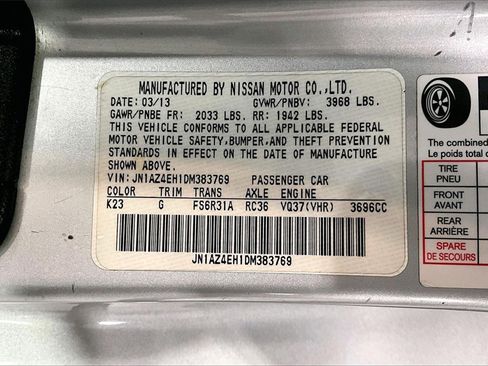 MANUFACTURED BY NISSAN MOTOR CO.,LTD.
DATE: 03/13 GVWR/PNBV: 3968 LBS.
GAWR/PNBE FR: 2033 LBS. RR: 1942 LBS.
THIS VEHICLE CONFORMS TO ALL APPLICABLE FEDERAL
MOTOR VEHICLE SAFETY,BUMPER,AND THEFT PREVENTION
STANDARDS IN EFFECT ON THE DATE OF MANUFACTURE
SHOWN ABOVE.
VIN: JN1AZ4EH1DM383769 PASSENGER CAR
COLOR TRIM TRANS AXLE ENGINE
K23 G FS6R31A RC36 VQ37(VHR) 3696CC
JN1AZ4EH1DM383769
The combined
Le poids total
TIRE
PNEU
FRONT
AVANT
REAR
ARRIÈRE
SPARE
DE SECOURS